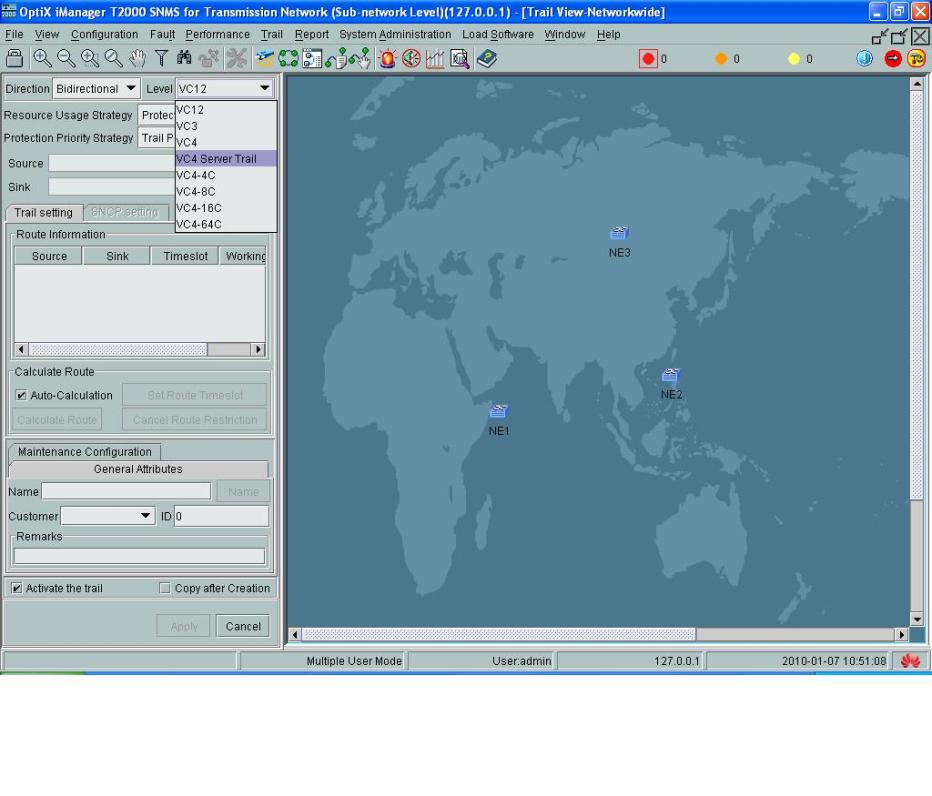 OptiX iManager T2000 SNMS for Transmission Network (Sub-network Level)(127.0.0.1) - [Trail View-Networkwide]
File View Configuration Fault Performance Trail Report System Administration Load Software Window Help
0 0 0
Direction Bidirectional Level VC12
VC12
Resource Usage Strategy Protec
VC3
Protection Priority Strategy Trail P
VC4
VC4 Server Trail
Source
VC4-4C
Sink
VC4-8C
VC4-16C
Trail setting SNCP setting
VC4-64C
Route Information
Source Sink Timeslot Working
NE3
NE2
NE1
Calculate Route
Auto-Calculation Set Route Timeslot
Calculate Route Cancel Route Restriction
Maintenance Configuration
General Attributes
Name Name
Customer ID 0
Remarks
Activate the trail Copy after Creation
Apply Cancel
Multiple User Mode User:admin 127.0.0.1 2010-01-07 10:51:08